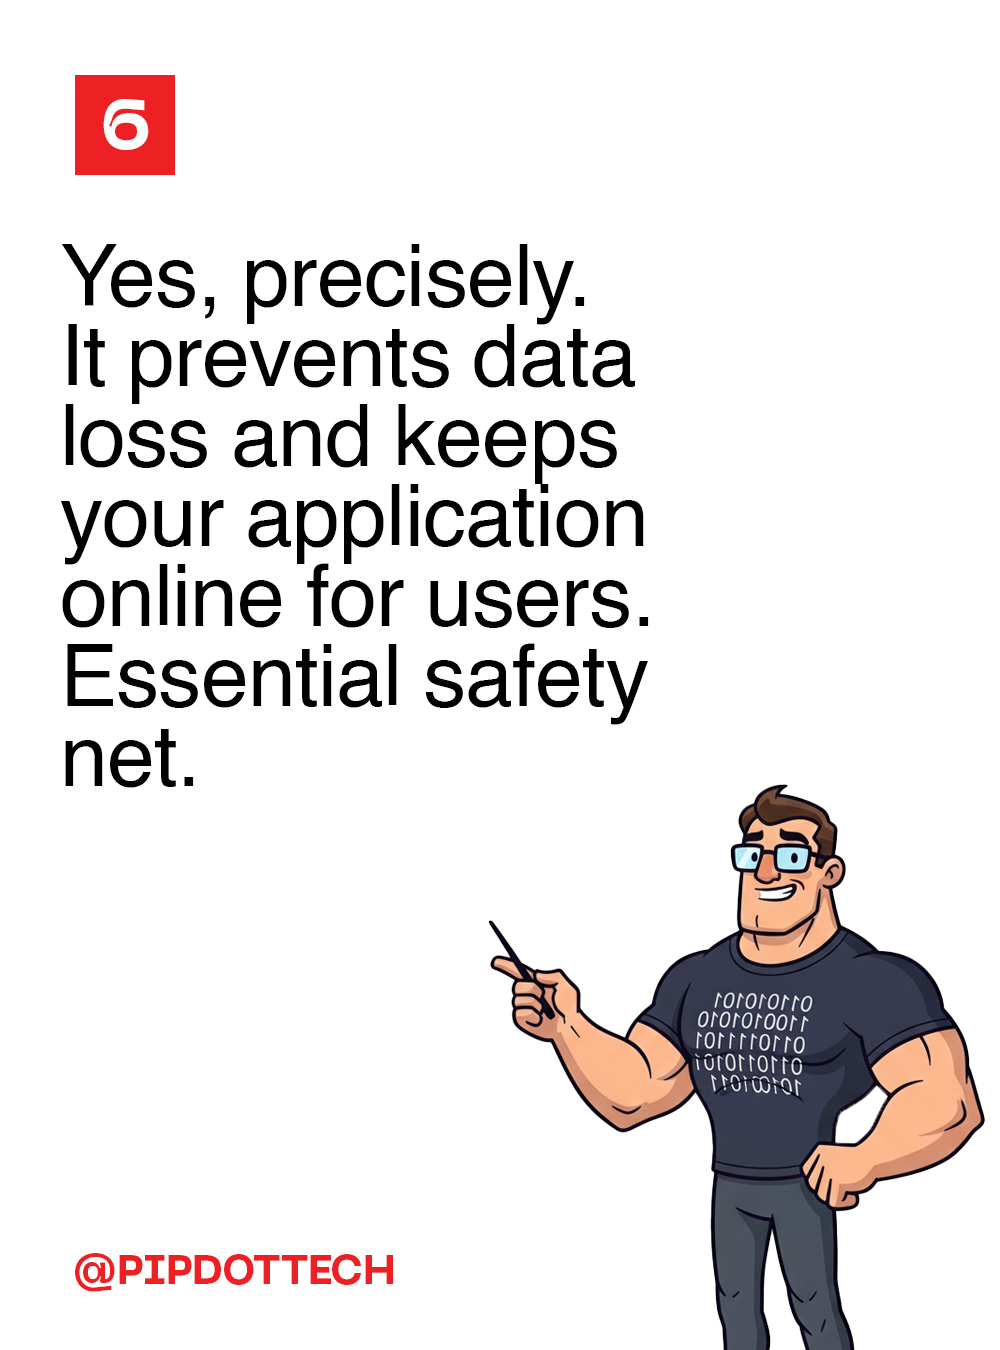 6
Yes, precisely.
It prevents data
loss and keeps
your application
online for users.
Essential safety
net.
@PIPDOTTECH